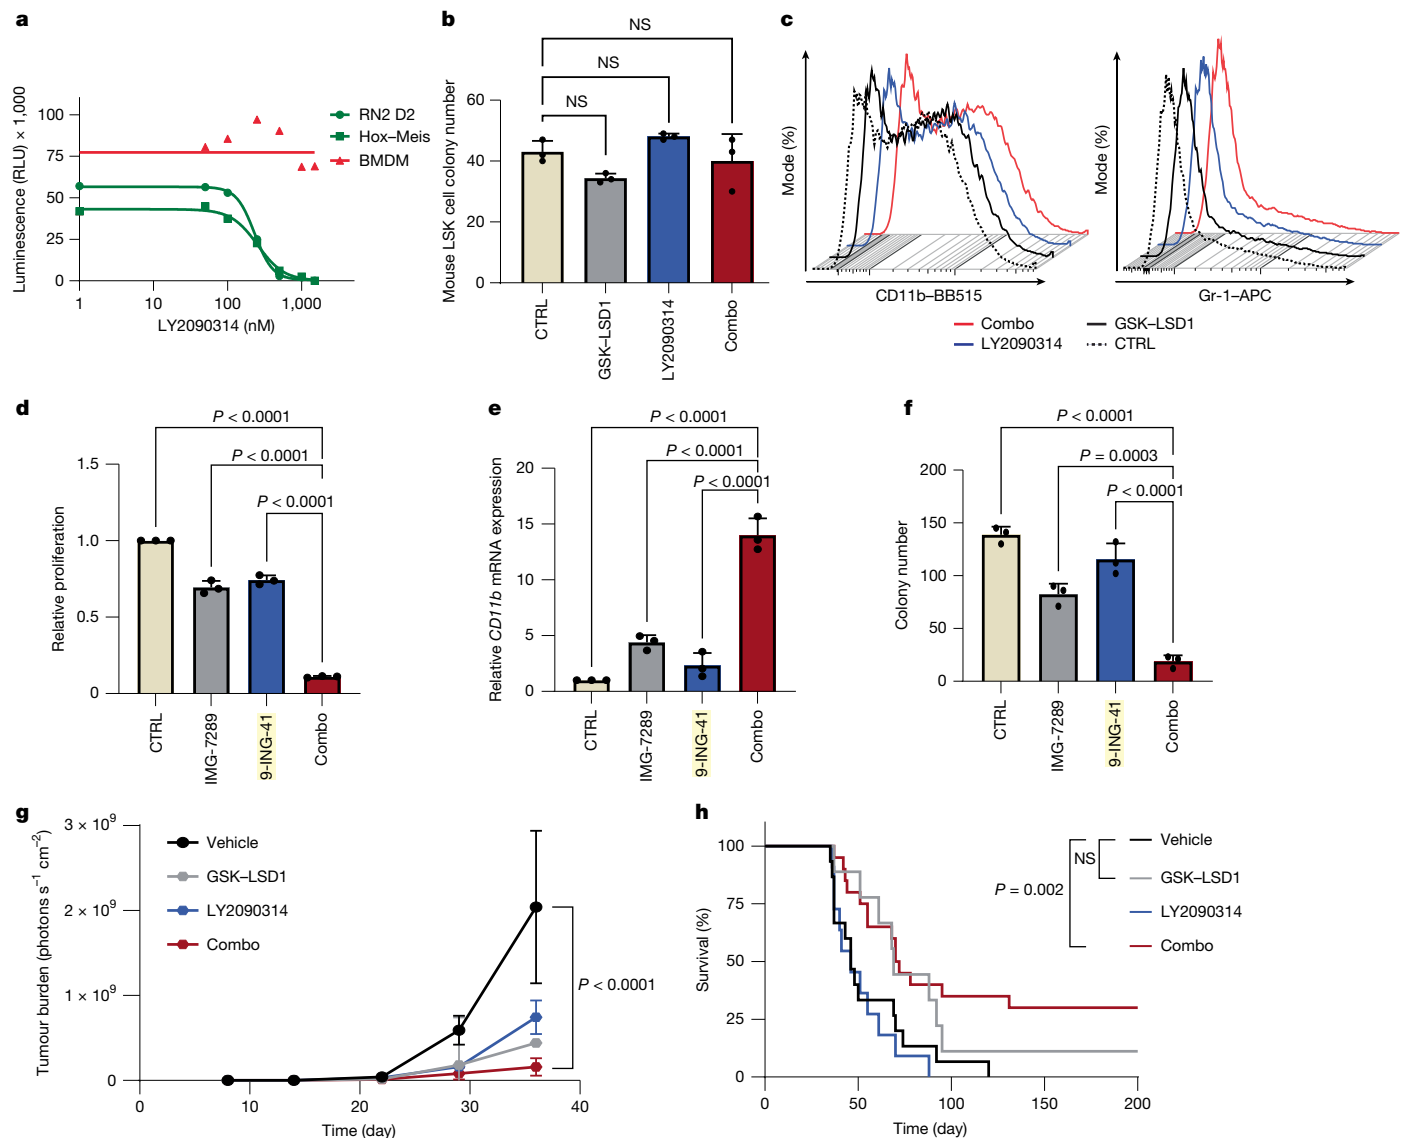 a
Luminescence (RLU) × 1,000
100
75
50
25
0
1
10
100
1,000
LY2090314 (nM)
RN2 D2
Hox–Meis
BMDM
b
NS
NS
NS
Mouse LSK cell colony number
60
40
20
0
CTRL
GSK–LSD1
LY2090314
Combo
c
Mode (%)
CD11b–BB515
Mode (%)
Gr-1–APC
Combo
LY2090314
GSK–LSD1
CTRL
d
P < 0.0001
P < 0.0001
P < 0.0001
Relative proliferation
1.5
1.0
0.5
0
CTRL
IMG-7289
9-ING-41
Combo
e
P < 0.0001
P < 0.0001
P < 0.0001
Relative CD11b mRNA expression
20
15
10
5
0
CTRL
IMG-7289
9-ING-41
Combo
f
P < 0.0001
P = 0.0003
P < 0.0001
Colony number
200
150
100
50
0
CTRL
IMG-7289
9-ING-41
Combo
g
Tumour burden (photons s⁻¹ cm⁻²)
3 × 10⁹
2 × 10⁹
1 × 10⁹
0
0
10
20
30
40
Time (day)
Vehicle
GSK–LSD1
LY2090314
Combo
P < 0.0001
h
Survival (%)
100
75
50
25
0
0
50
100
150
200
Time (day)
P = 0.002
NS
Vehicle
GSK–LSD1
LY2090314
Combo